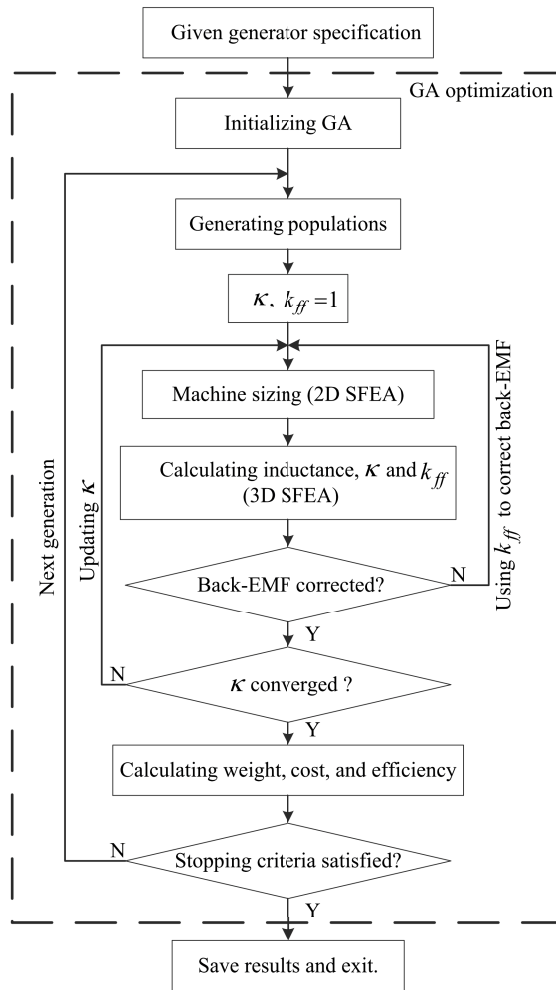 Given generator specification
GA optimization
Initializing GA
Generating populations
κ, k_ff =1
Machine sizing (2D SFEA)
Calculating inductance, κ and k_ff
(3D SFEA)
Back-EMF corrected?
N
Y
κ converged ?
N
Y
Calculating weight, cost, and efficiency
Stopping criteria satisfied?
N
Y
Save results and exit.
Next generation
Updating κ
Using k_ff to correct back-EMF